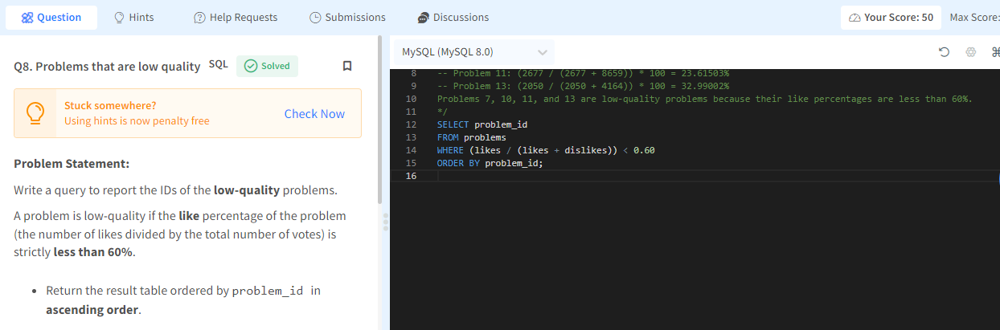 Question Hints Help Requests Submissions Discussions Your Score: 50 Max Score:
Q8. Problems that are low quality SQL Solved
Stuck somewhere?
Using hints is now penalty free
Check Now
Problem Statement:
Write a query to report the IDs of the low-quality problems.
A problem is low-quality if the like percentage of the problem
(the number of likes divided by the total number of votes) is
strictly less than 60%.
• Return the result table ordered by problem_id in
ascending order.
MySQL (MySQL 8.0)
8 -- Problem 11: (2677 / (2677 + 8659)) * 100 = 23.61503%
9 -- Problem 13: (2050 / (2050 + 4164)) * 100 = 32.99002%
10 Problems 7, 10, 11, and 13 are low-quality problems because their like percentages are less than 60%.
11 */
12 SELECT problem_id
13 FROM problems
14 WHERE (likes / (likes + dislikes)) < 0.60
15 ORDER BY problem_id;
16